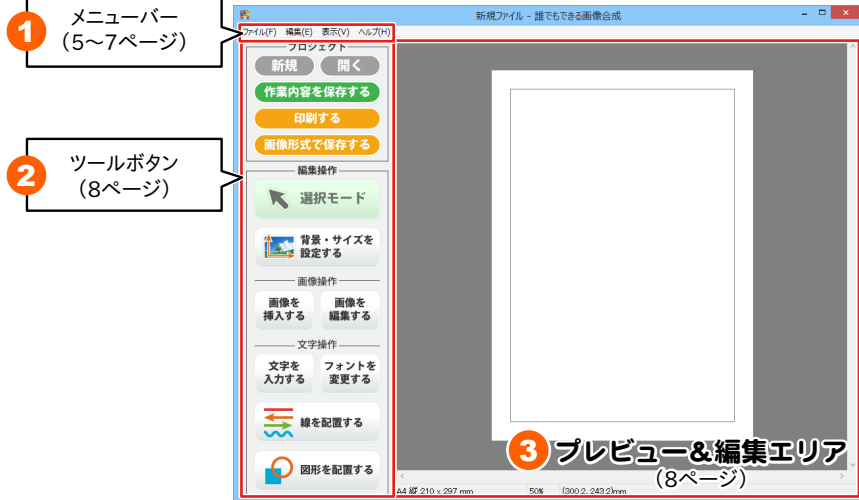 1
メニューバー
(5〜7ページ)
2
ツールボタン
(8ページ)
新規ファイル - 誰でもできる画像合成
ファイル(F) 編集(E) 表示(V) ヘルプ(H)
プロジェクト
新規 開く
作業内容を保存する
印刷する
画像形式で保存する
編集操作
選択モード
背景・サイズを
設定する
画像操作
画像を
挿入する
画像を
編集する
文字操作
文字を
入力する
フォントを
変更する
線を配置する
図形を配置する
3 プレビュー&編集エリア
(8ページ)
A4 縦 210 x 297 mm 50% (300.2, 243.2)mm